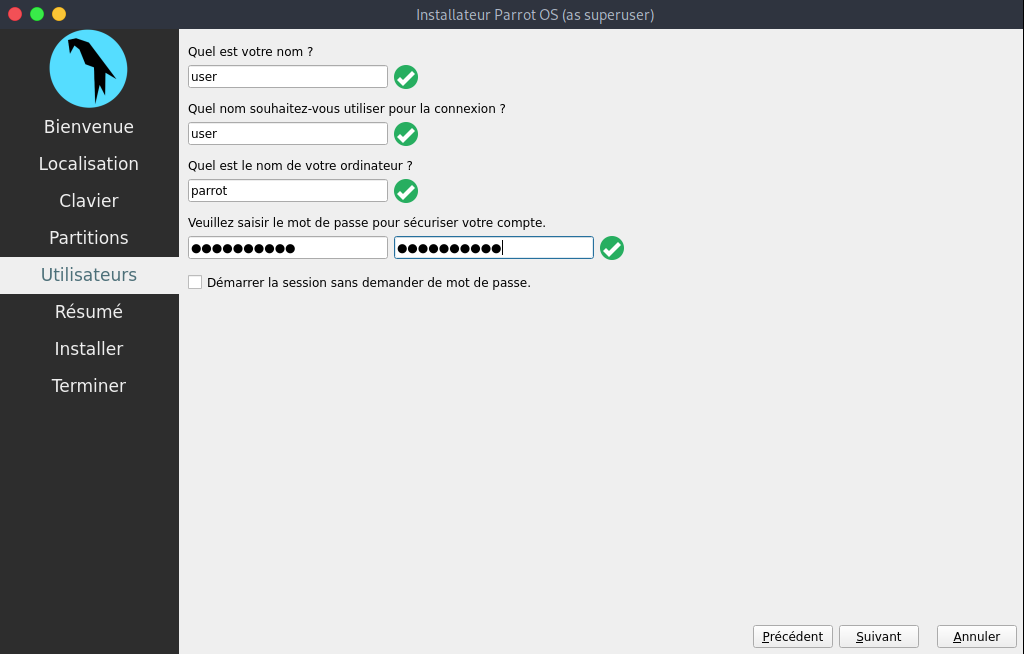 Installateur Parrot OS (as superuser)
Bienvenue
Localisation
Clavier
Partitions
Utilisateurs
Résumé
Installer
Terminer
Quel est votre nom ?
user
Quel nom souhaitez-vous utiliser pour la connexion ?
user
Quel est le nom de votre ordinateur ?
parrot
Veuillez saisir le mot de passe pour sécuriser votre compte.
●●●●●●●●●● ●●●●●●●●●●
Démarrer la session sans demander de mot de passe.
Précédent Suivant Annuler